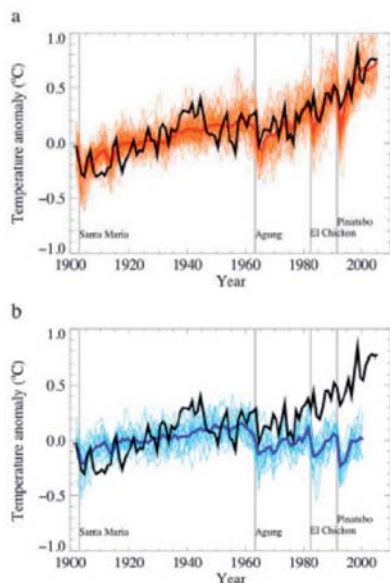 a
Temperature anomaly (°C)
1.0
0.5
0.0
-0.5
-1.0
Santa Maria
Agung
El Chichon
Pinatubo
1900 1920 1940 1960 1980 2000
Year
b
Temperature anomaly (°C)
1.0
0.5
0.0
-0.5
-1.0
Santa Maria
Agung
El Chichon
Pinatubo
1900 1920 1940 1960 1980 2000
Year